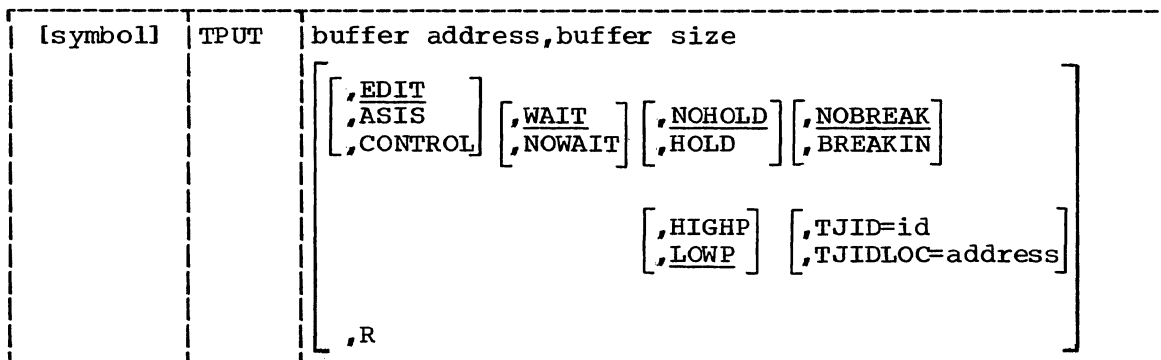 [symbol] TPUT buffer address,buffer size
,EDIT
,ASIS ,WAIT ,NOHOLD ,NOBREAK
,CONTROL ,NOWAIT ,HOLD ,BREAKIN
,HIGHP ,TJID=id
,LOWP ,TJIDLOC=address
,R